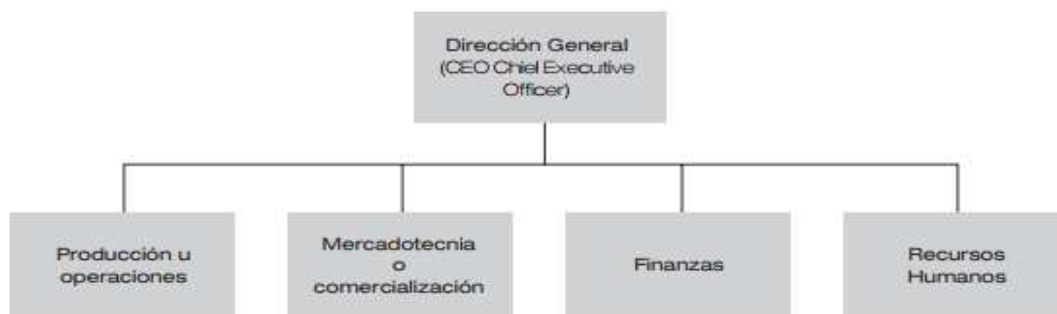 Dirección General
(CEO Chiel Executive
Officer)
Producción u
operaciones
Mercadotecnia
o
comercialización
Finanzas
Recursos
Humanos